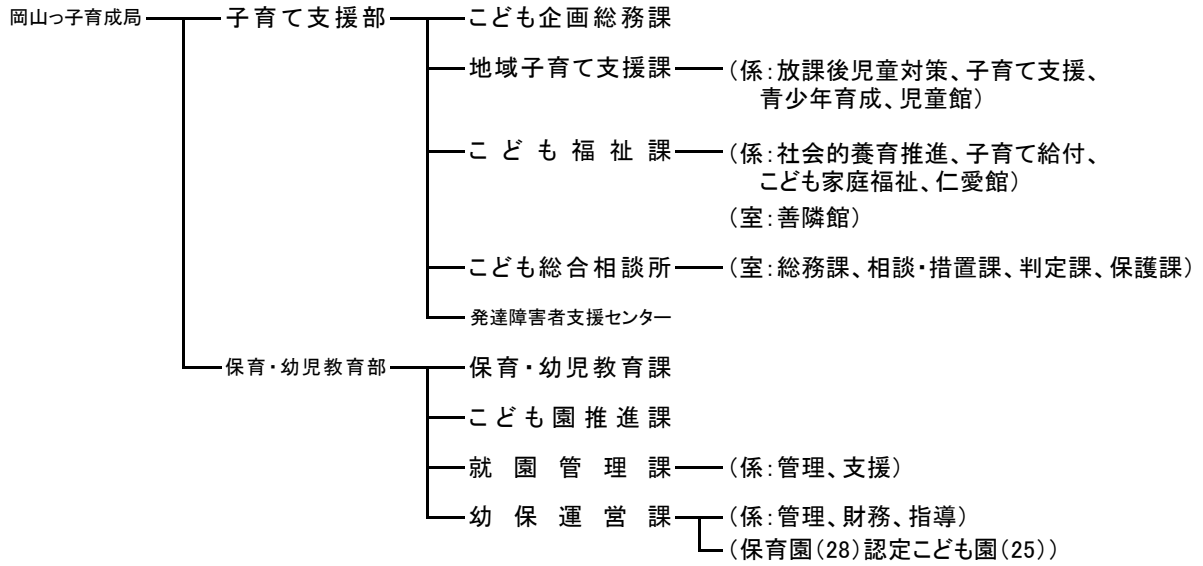 岡山っ子育成局 子育て支援部 こども企画総務課
地域子育て支援課 (係:放課後児童対策、子育て支援、
青少年育成、児童館)
こども福祉課 (係:社会的養育推進、子育て給付、
こども家庭福祉、仁愛館)
(室:善隣館)
こども総合相談所 (室:総務課、相談・措置課、判定課、保護課)
発達障害者支援センター
保育・幼児教育部 保育・幼児教育課
こども園推進課
就園管理課 (係:管理、支援)
幼保運営課 (係:管理、財務、指導)
(保育園(28)認定こども園(25))